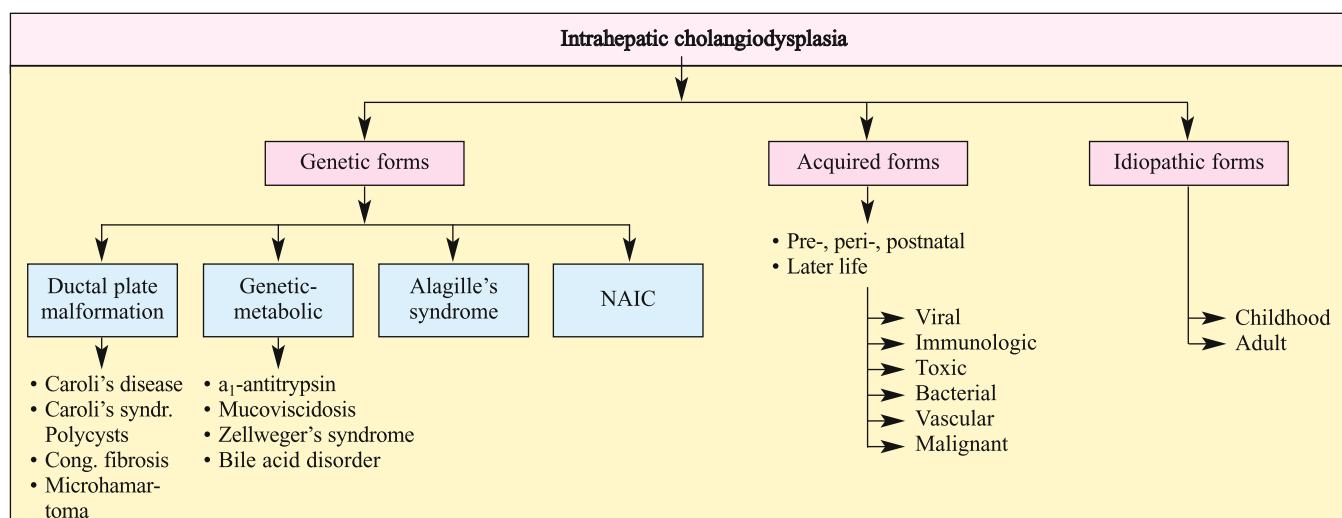 Intrahepatic cholangiodysplasia
Genetic forms
Acquired forms
Idiopathic forms
Ductal plate
malformation
Genetic-
metabolic
Alagille's
syndrome
NAIC
• Caroli's disease
• Caroli's syndr.
Polycysts
• Cong. fibrosis
• Microhamar-
toma
• a₁-antitrypsin
• Mucoviscidosis
• Zellweger's syndrome
• Bile acid disorder
• Pre-, peri-, postnatal
• Later life
Viral
Immunologic
Toxic
Bacterial
Vascular
Malignant
Childhood
Adult